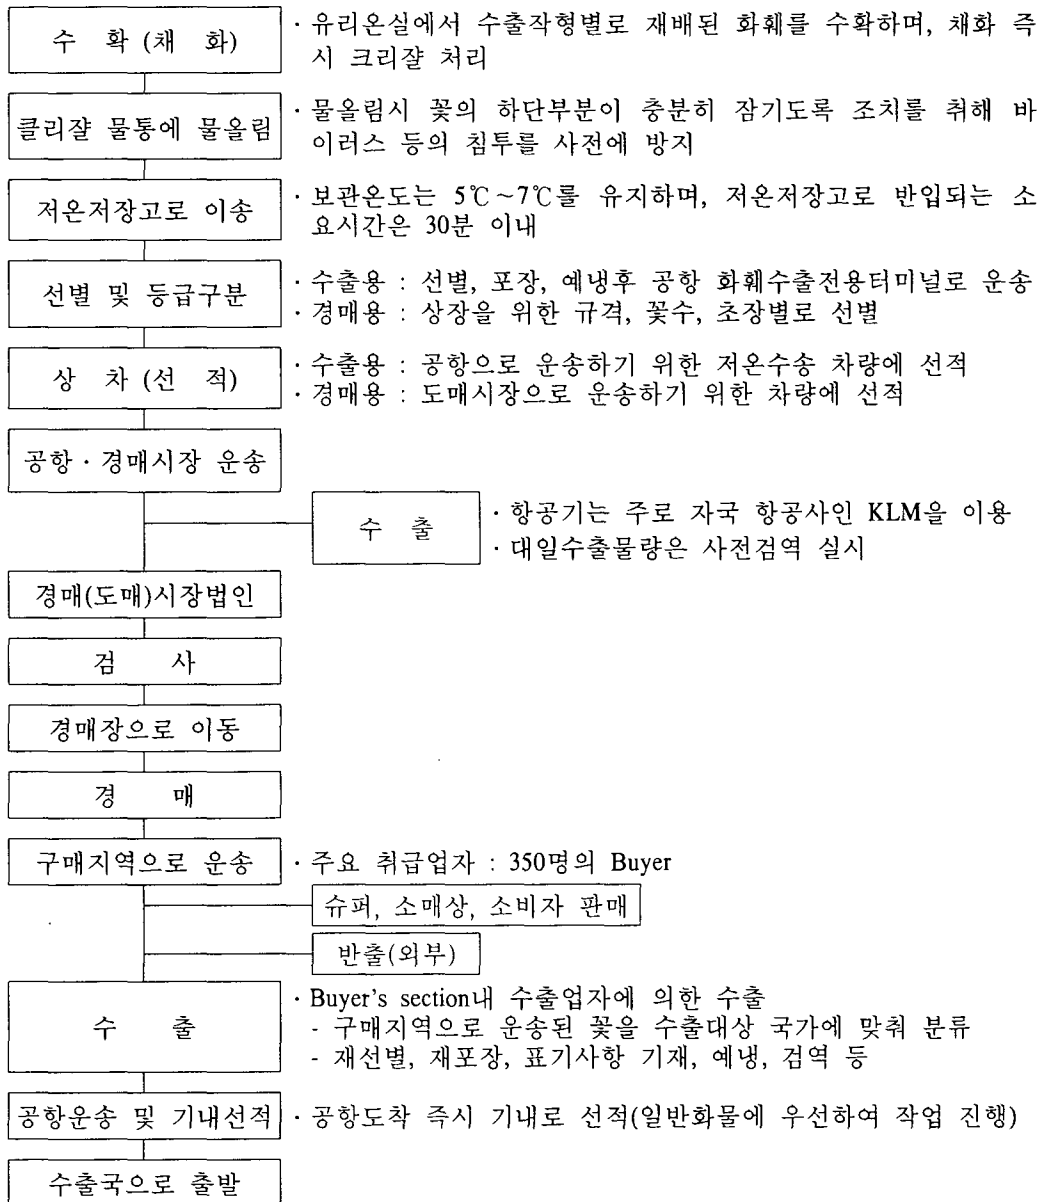 수 확 (채 화)
· 유리온실에서 수출작형별로 재배된 화훼를 수확하며, 채화 즉
시 크리쟐 처리
클리쟐 물통에 물올림
· 물올림시 꽃의 하단부분이 충분히 잠기도록 조치를 취해 바
이러스 등의 침투를 사전에 방지
저온저장고로 이송
· 보관온도는 5℃~7℃를 유지하며, 저온저장고로 반입되는 소
요시간은 30분 이내
선별 및 등급구분
· 수출용 : 선별, 포장, 예냉후 공항 화훼수출전용터미널로 운송
· 경매용 : 상장을 위한 규격, 꽃수, 초장별로 선별
상 차 (선 적)
· 수출용 : 공항으로 운송하기 위한 저온수송 차량에 선적
· 경매용 : 도매시장으로 운송하기 위한 차량에 선적
공항 · 경매시장 운송
수 출
· 항공기는 주로 자국 항공사인 KLM을 이용
· 대일수출물량은 사전검역 실시
경매(도매)시장법인
검 사
경매장으로 이동
경 매
구매지역으로 운송
· 주요 취급업자 : 350명의 Buyer
슈퍼, 소매상, 소비자 판매
반출(외부)
수 출
· Buyer's section내 수출업자에 의한 수출
- 구매지역으로 운송된 꽃을 수출대상 국가에 맞춰 분류
- 재선별, 재포장, 표기사항 기재, 예냉, 검역 등
공항운송 및 기내선적
· 공항도착 즉시 기내로 선적(일반화물에 우선하여 작업 진행)
수출국으로 출발